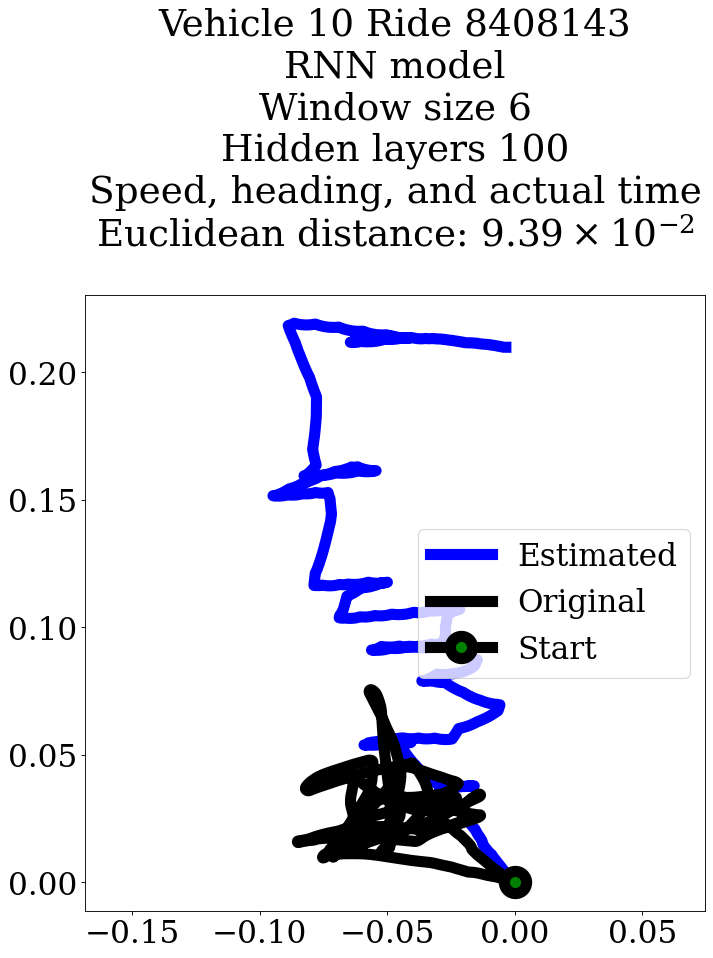 Vehicle 10 Ride 8408143
RNN model
Window size 6
Hidden layers 100
Speed, heading, and actual time
Euclidean distance: 9.39 × 10⁻²
0.20
0.15
0.10
0.05
0.00
Estimated
Original
Start
−0.15 −0.10 −0.05 0.00 0.05